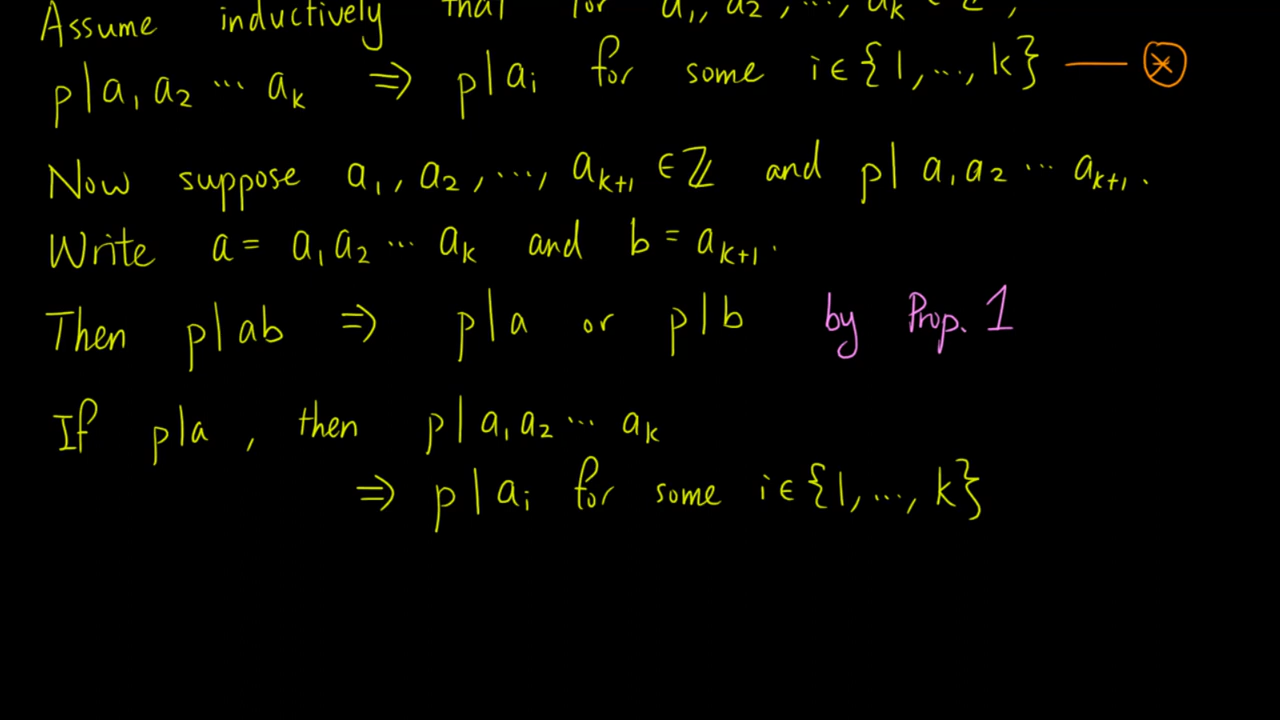 Assume inductively that for a₁, a₂, ..., aₖ ∈ ℤ,
p|a₁a₂ ⋯ aₖ ⇒ p|aᵢ for some i∈{1,...,k} — ⊛
Now suppose a₁, a₂, ..., aₖ₊₁ ∈ ℤ and p| a₁a₂ ⋯ aₖ₊₁.
Write a = a₁a₂ ⋯ aₖ and b = aₖ₊₁.
Then p|ab ⇒ p|a or p|b by Prop. 1
If p|a, then p|a₁a₂ ⋯ aₖ
⇒ p|aᵢ for some i∈{1,...,k}